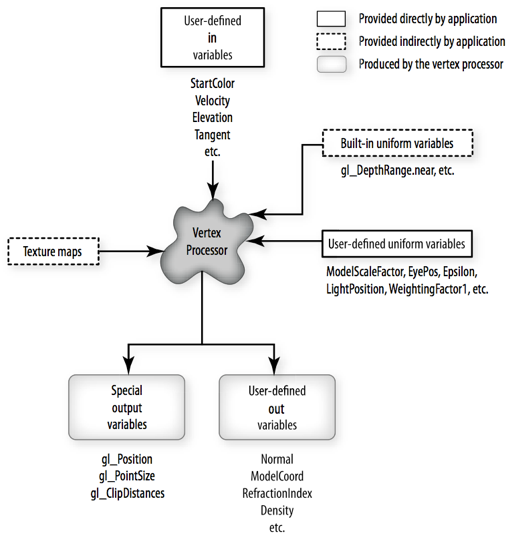 User-defined
in
variables
StartColor
Velocity
Elevation
Tangent
etc.
Provided directly by application
Provided indirectly by application
Produced by the vertex processor
Built-in uniform variables
gl_DepthRange.near, etc.
Vertex
Processor
Texture maps
User-defined uniform variables
ModelScaleFactor, EyePos, Epsilon,
LightPosition, WeightingFactor1, etc.
Special
output
variables
gl_Position
gl_PointSize
gl_ClipDistances
User-defined
out
variables
Normal
ModelCoord
RefractionIndex
Density
etc.